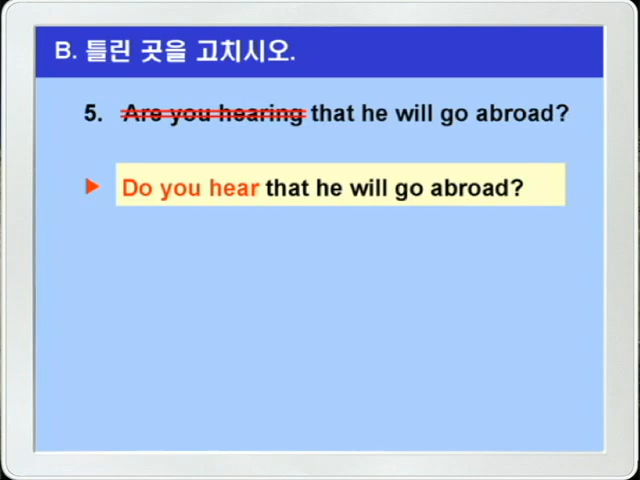 B. 틀린 곳을 고치시오.
5. Are you hearing that he will go abroad?
Do you hear that he will go abroad?